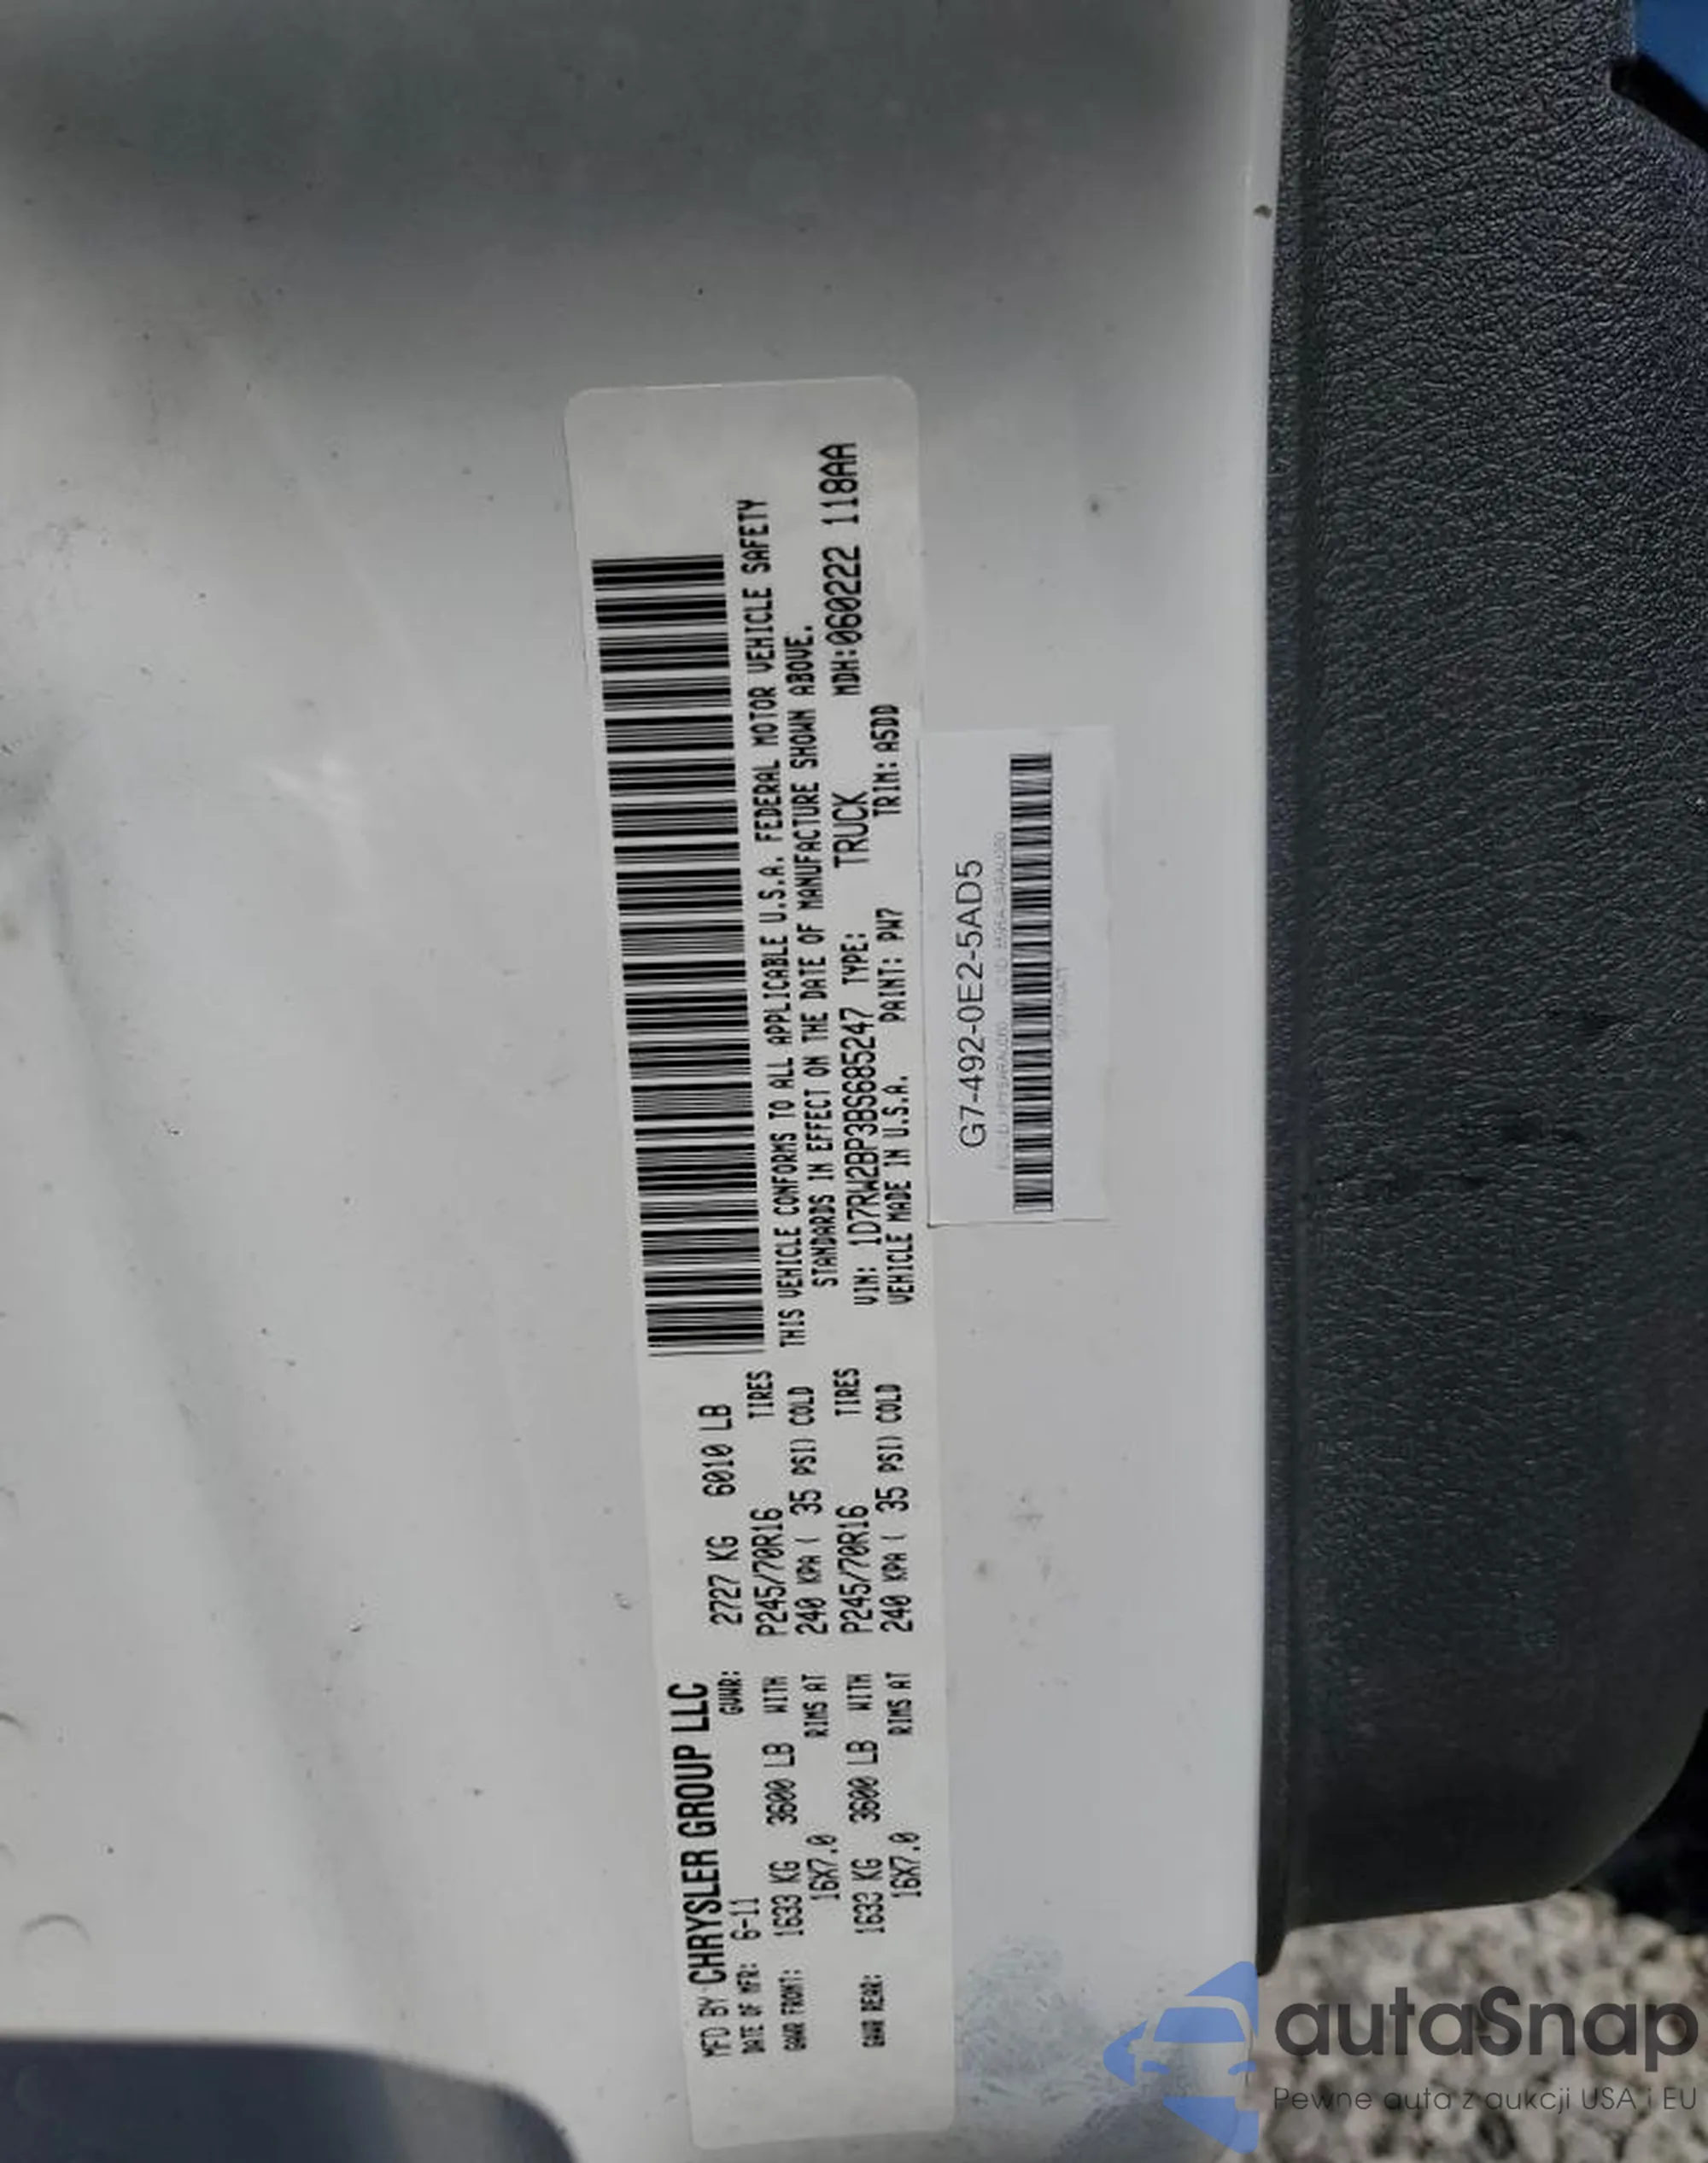 MFD BY CHRYSLER GROUP LLC
DATE OF MFR: 6-11 GVWR: 2727 KG 6010 LB
GAWR FRONT: 1633 KG 3600 LB WITH P245/70R16 TIRES
16X7.0 RIMS AT 240 KPA ( 35 PSI) COLD
GAWR REAR: 1633 KG 3600 LB WITH P245/70R16 TIRES
16X7.0 RIMS AT 240 KPA ( 35 PSI) COLD
THIS VEHICLE CONFORMS TO ALL APPLICABLE U.S.A. FEDERAL MOTOR VEHICLE SAFETY
STANDARDS IN EFFECT ON THE DATE OF MANUFACTURE SHOWN ABOVE.
VIN: 1D7RW2BP3BS685247 TYPE: TRUCK MDH:060222 118AA
VEHICLE MADE IN U.S.A. PAINT: PW7 TRIM: A5DD
G7-492-0E2-5AD5
autaSnap
Pewne auta z aukcji USA i EU